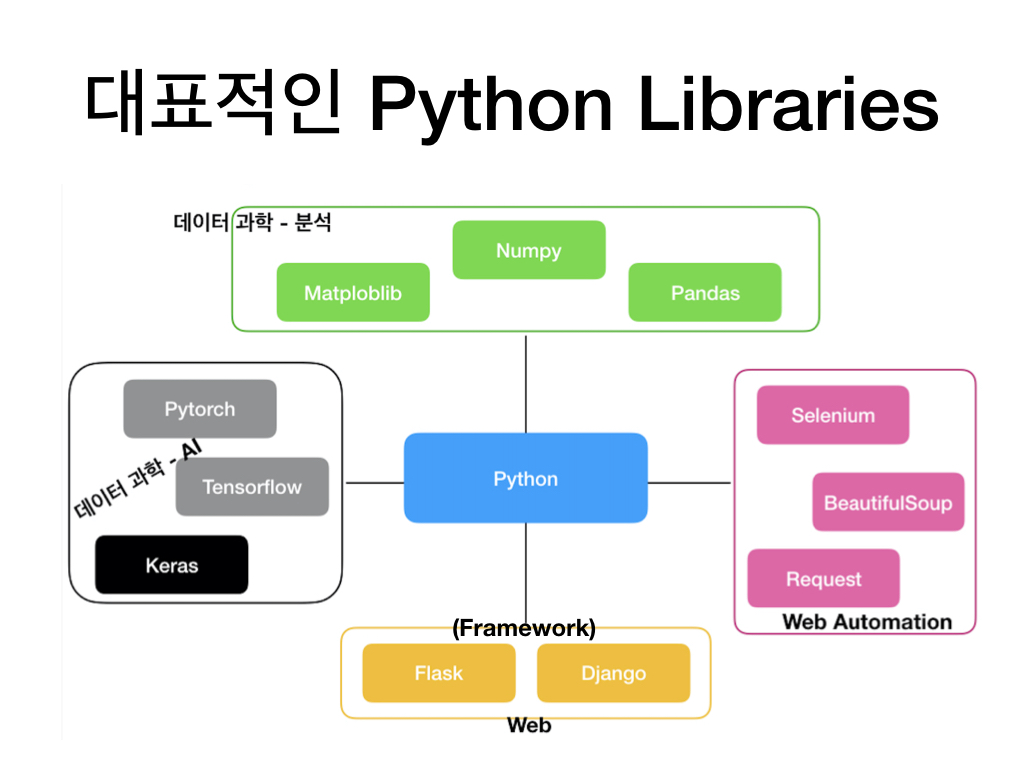 대표적인 Python Libraries
데이터 과학 - 분석
Numpy
Matploblib
Pandas
Pytorch
데이터 과학 - AI
Tensorflow
Keras
Python
Selenium
BeautifulSoup
Request
Web Automation
(Framework)
Flask
Django
Web